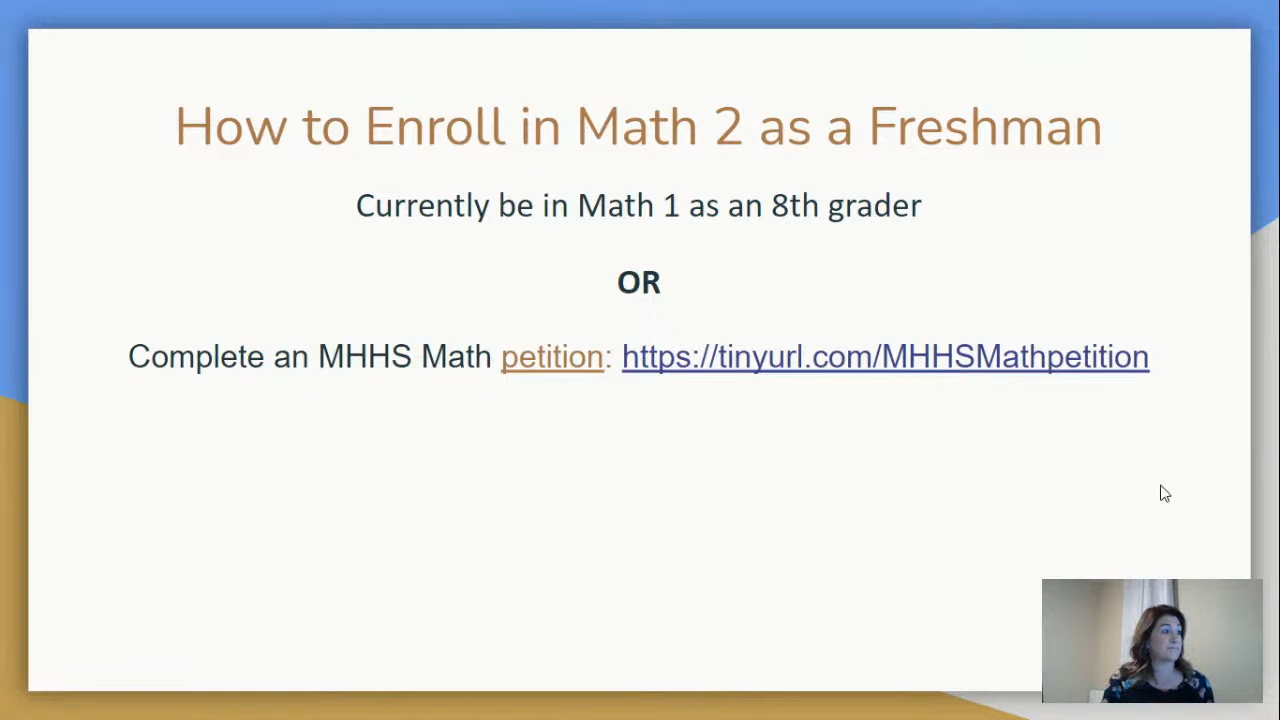 How to Enroll in Math 2 as a Freshman
Currently be in Math 1 as an 8th grader
OR
Complete an MHHS Math petition: https://tinyurl.com/MHHSMathpetition